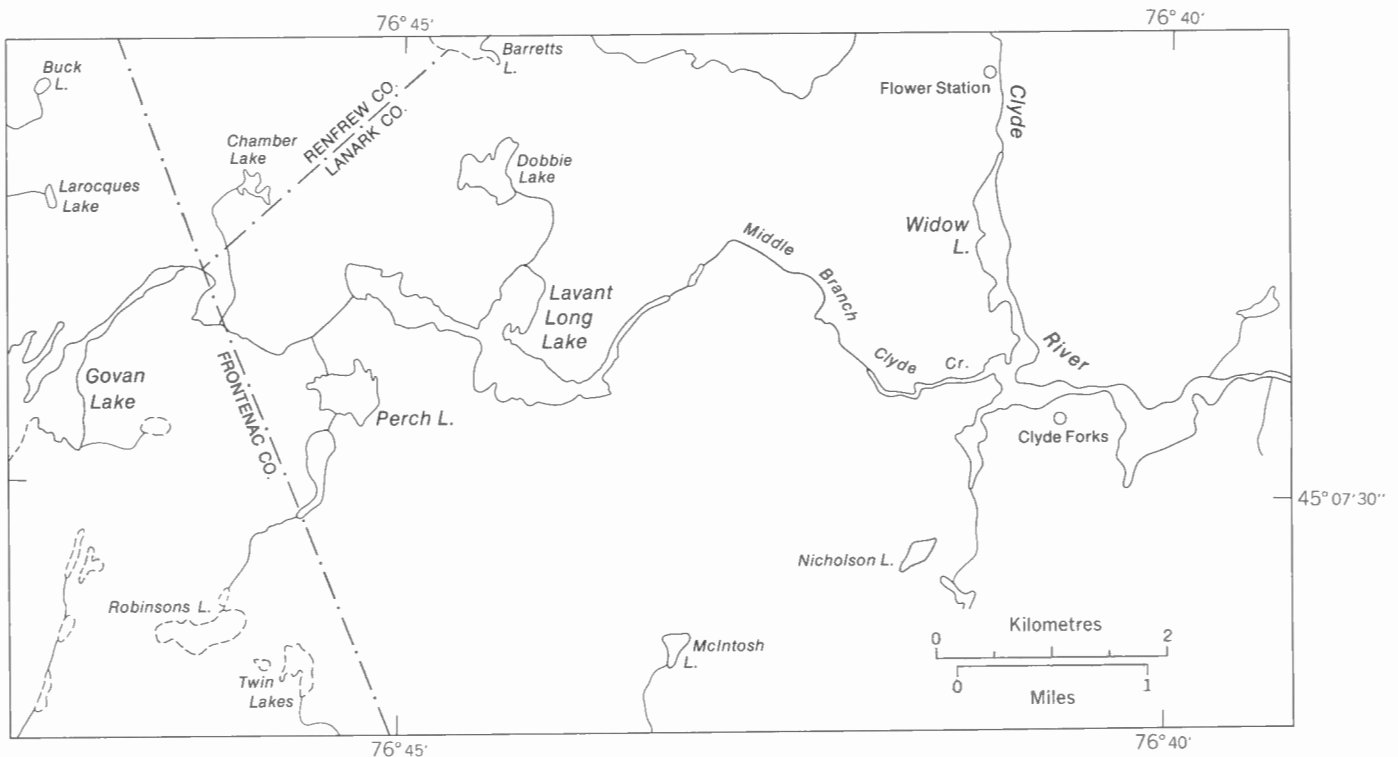 76°45'
76°40'
Buck
L.
Barretts
L.
Flower Station
Clyde
RENFREW CO.
LANARK CO.
Chamber
Lake
Dobbie
Lake
Larocques
Lake
Widow
L.
Middle
Branch
Lavant
Long
Lake
Clyde
Cr.
River
Govan
Lake
FRONTENAC CO.
Perch L.
Clyde Forks
45°07'30"
Nicholson L.
Robinsons L.
Kilometres
0 2
McIntosh
L.
Twin
Lakes
0 1
Miles
76°45'
76°40'